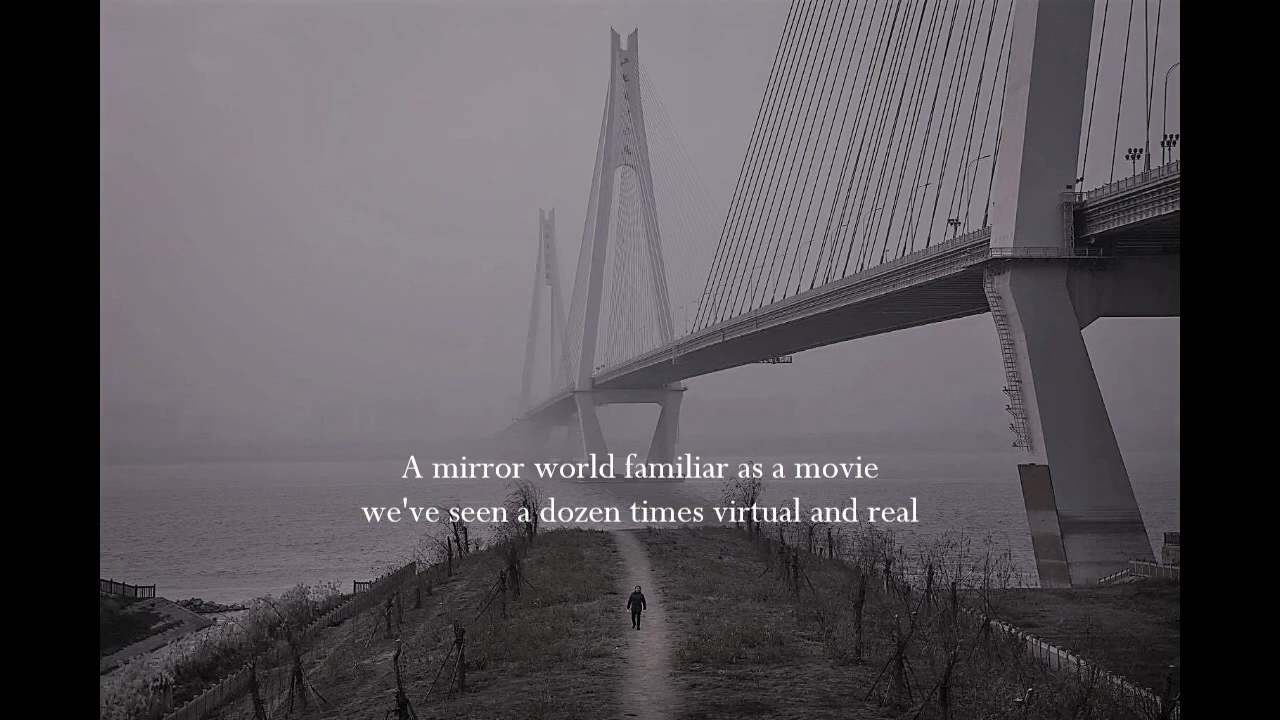 A mirror world familiar as a movie
we've seen a dozen times virtual and real